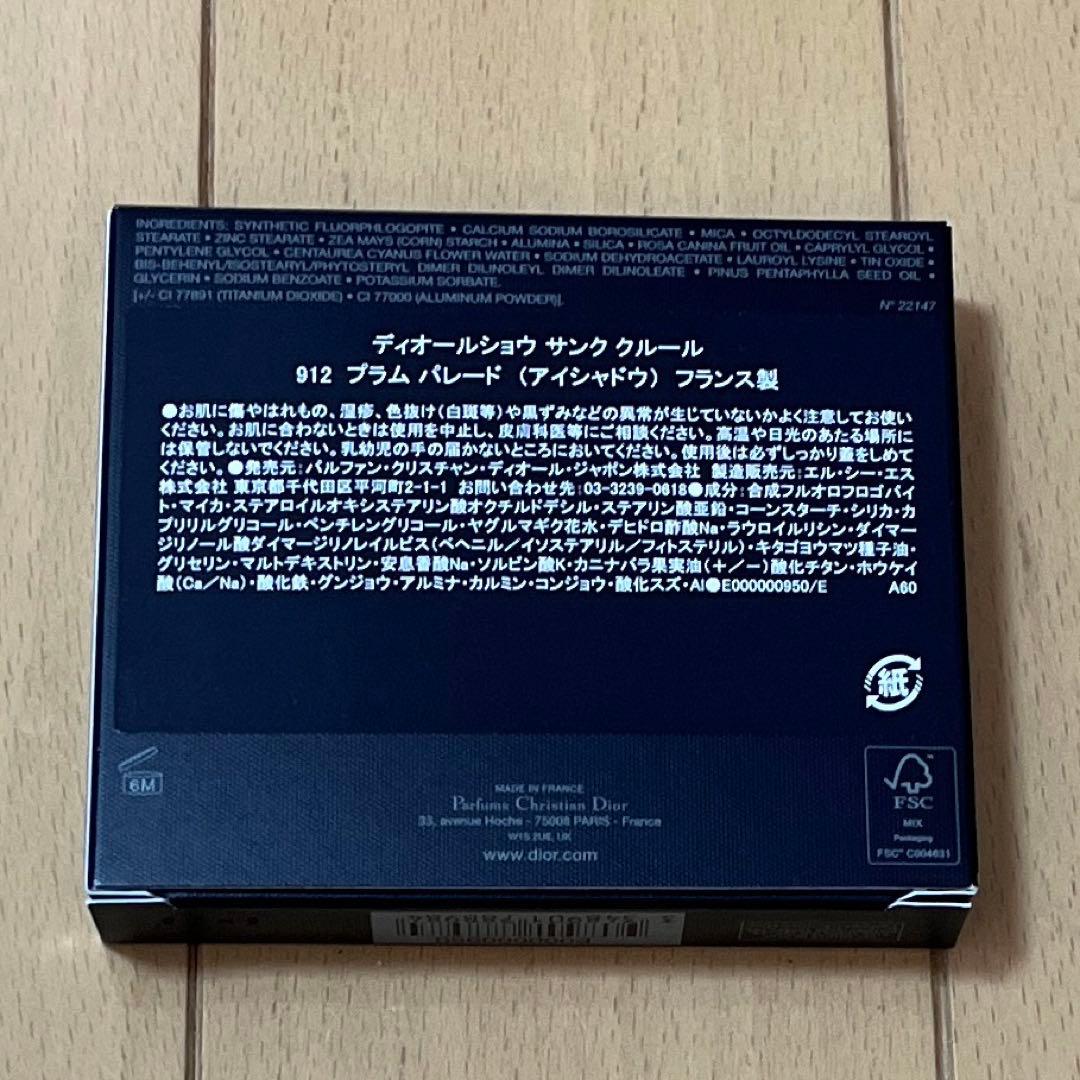 INGREDIENTS: SYNTHETIC FLUORPHLOGOPITE • CALCIUM SODIUM BOROSILICATE • MICA • OCTYLDODECYL STEAROYL
STEARATE • ZINC STEARATE • ZEA MAYS (CORN) STARCH • ALUMINA • SILICA • ROSA CANINA FRUIT OIL • CAPRYLYL GLYCOL •
PENTYLENE GLYCOL • CENTAUREA CYANUS FLOWER WATER • SODIUM DEHYDROACETATE • LAUROYL LYSINE • TIN OXIDE •
BIS-BEHENYL/ISOSTEARYL/PHYTOSTERYL DIMER DILINOLEYL DIMER DILINOLEATE • PINUS PENTAPHYLLA SEED OIL •
GLYCERIN • SODIUM BENZOATE • POTASSIUM SORBATE.
[+/- CI 77891 (TITANIUM DIOXIDE) • CI 77000 (ALUMINUM POWDER)].
N° 22147
ディオールショウ サンク クルール
912 プラム パレード (アイシャドウ) フランス製
●お肌に傷やはれもの、湿疹、色抜け(白斑等)や黒ずみなどの異常が生じていないかよく注意してお使い
ください。お肌に合わないときは使用を中止し、皮膚科医等にご相談ください。高温や日光のあたる場所に
は保管しないでください。乳幼児の手の届かないところにおいてください。使用後は必ずしっかり蓋をしめて
ください。●発売元:パルファン・クリスチャン・ディオール・ジャポン株式会社 製造販売元:エル・シー・エス
株式会社 東京都千代田区平河町2-1-1 お問い合わせ先:03-3239-0618●成分:合成フルオロフロゴパイ
ト・マイカ・ステアロイルオキシステアリン酸オクチルドデシル・ステアリン酸亜鉛・コーンスターチ・シリカ・カ
プリリルグリコール・ペンチレングリコール・ヤグルマギク花水・デヒドロ酢酸Na・ラウロイルリシン・ダイマー
ジリノール酸ダイマージリノレイルビス(ベヘニル/イソステアリル/フィトステリル)・キタゴヨウマツ種子油・
グリセリン・マルトデキストリン・安息香酸Na・ソルビン酸K・カニナバラ果実油(+/-)酸化チタン・ホウケイ
酸(Ca/Na)・酸化鉄・グンジョウ・アルミナ・カルミン・コンジョウ・酸化スズ・Al●E000000950/E A60
紙
6M
MADE IN FRANCE
Parfums Christian Dior
33, avenue Hoche - 75008 PARIS - France
W1S 2UE, UK
www.dior.com
FSC
MIX
Packaging
FSC™ C004631